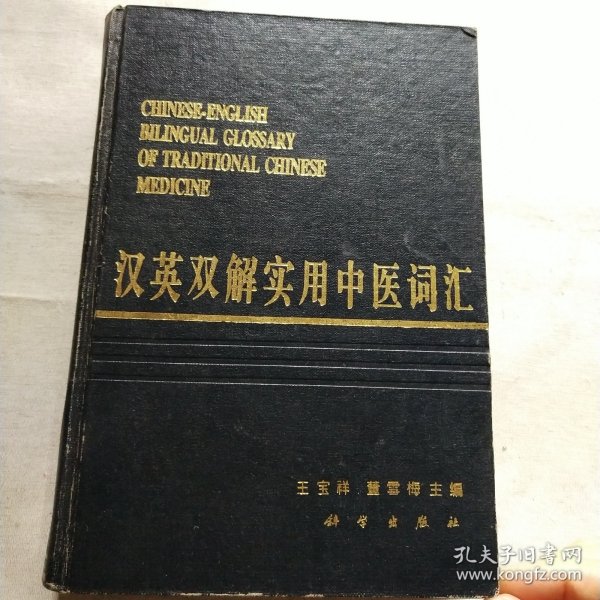 CHINESE-ENGLISH
BILINGUAL GLOSSARY
OF TRADITIONAL CHINESE
MEDICINE
汉英双解实用中医词汇
王宝祥 董雪梅主编
科学出版社
孔夫子旧书网
www.kongfz.com